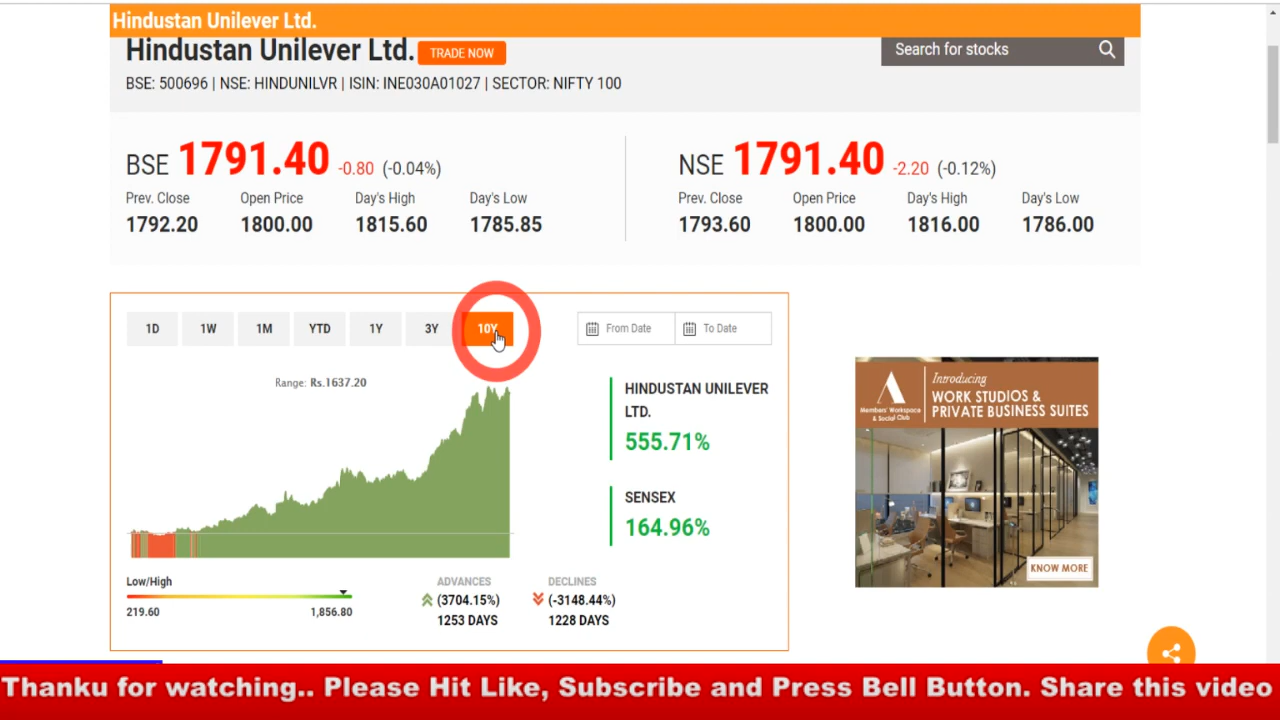 Hindustan Unilever Ltd.
Hindustan Unilever Ltd. TRADE NOW
Search for stocks
BSE: 500696 | NSE: HINDUNILVR | ISIN: INE030A01027 | SECTOR: NIFTY 100
BSE 1791.40 -0.80 (-0.04%)
Prev. Close Open Price Day's High Day's Low
1792.20 1800.00 1815.60 1785.85
NSE 1791.40 -2.20 (-0.12%)
Prev. Close Open Price Day's High Day's Low
1793.60 1800.00 1816.00 1786.00
1D 1W 1M YTD 1Y 3Y 10Y
From Date To Date
Range: Rs.1637.20
HINDUSTAN UNILEVER
LTD.
555.71%
SENSEX
164.96%
Low/High
219.60 1,856.80
ADVANCES
(3704.15%)
1253 DAYS
DECLINES
(-3148.44%)
1228 DAYS
A
Members' Workspace
& Social Club
Introducing
WORK STUDIOS &
PRIVATE BUSINESS SUITES
KNOW MORE
Thanku for watching.. Please Hit Like, Subscribe and Press Bell Button. Share this video